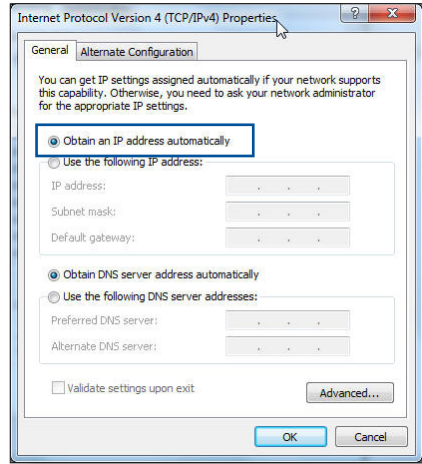 Internet Protocol Version 4 (TCP/IPv4) Properties
General
Alternate Configuration
You can get IP settings assigned automatically if your network supports
this capability. Otherwise, you need to ask your network administrator
for the appropriate IP settings.
Obtain an IP address automatically
Use the following IP address:
IP address:
Subnet mask:
Default gateway:
Obtain DNS server address automatically
Use the following DNS server addresses:
Preferred DNS server:
Alternate DNS server:
Validate settings upon exit
Advanced...
OK
Cancel